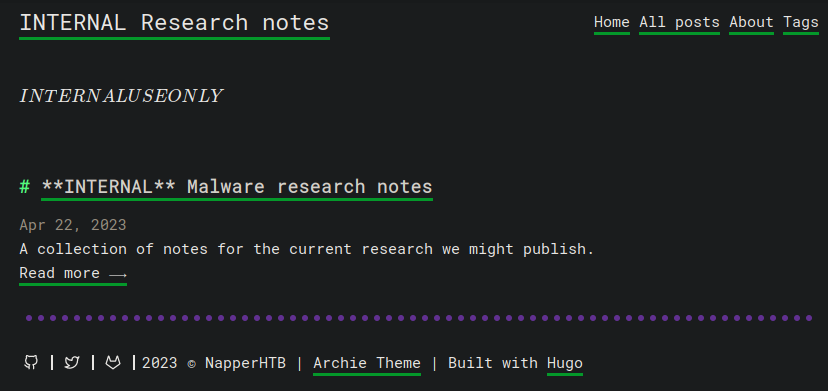 INTERNAL Research notes
Home All posts About Tags
INTERNALUSEONLY
# **INTERNAL** Malware research notes
Apr 22, 2023
A collection of notes for the current research we might publish.
Read more ⟶
| | | 2023 © NapperHTB | Archie Theme | Built with Hugo